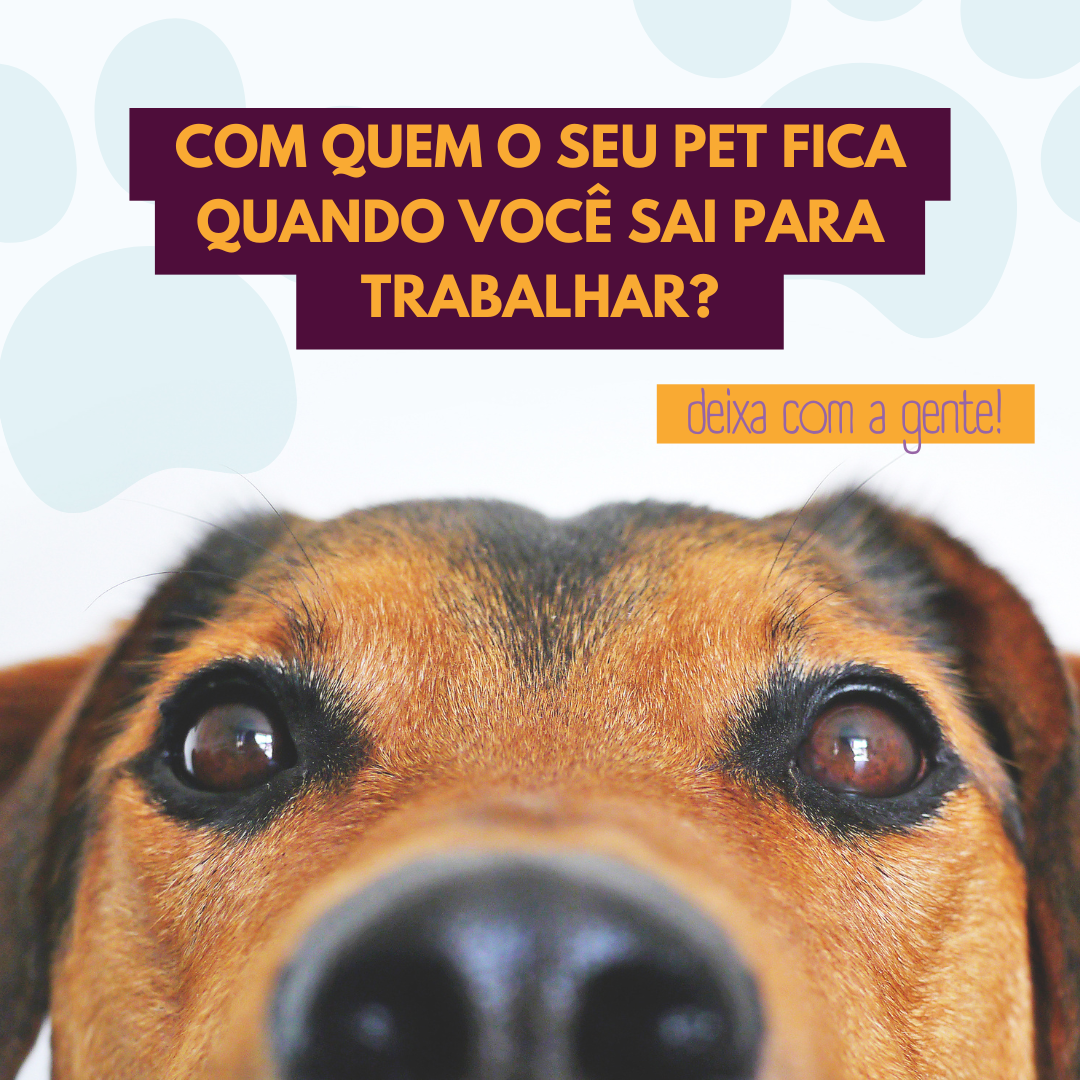 COM QUEM O SEU PET FICA
QUANDO VOCÊ SAI PARA
TRABALHAR?
deixa com a gente!